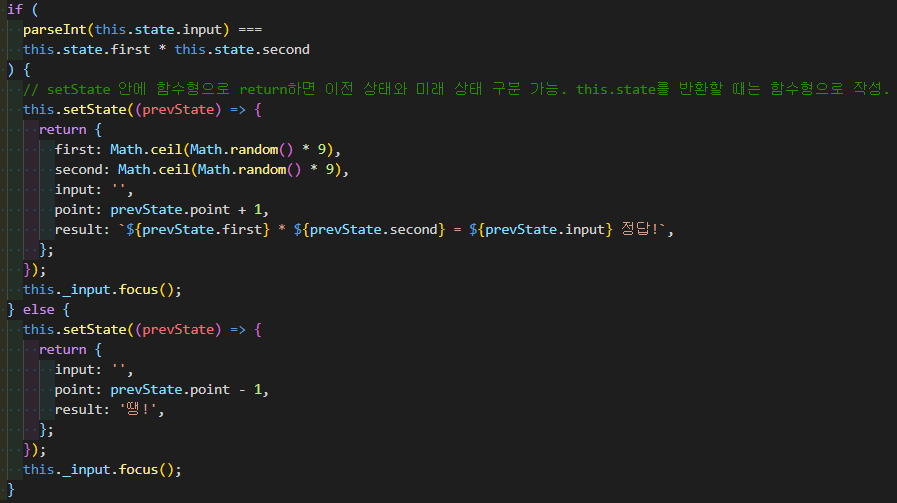 if (
parseInt(this.state.input) ===
this.state.first * this.state.second
) {
// setState 안에 함수형으로 return하면 이전 상태와 미래 상태 구분 가능. this.state를 반환할 때는 함수형으로 작성.
this.setState((prevState) => {
return {
first: Math.ceil(Math.random() * 9),
second: Math.ceil(Math.random() * 9),
input: '',
point: prevState.point + 1,
result: `${prevState.first} * ${prevState.second} = ${prevState.input} 정답!`,
};
});
this._input.focus();
} else {
this.setState((prevState) => {
return {
input: '',
point: prevState.point - 1,
result: '땡!',
};
});
this._input.focus();
}